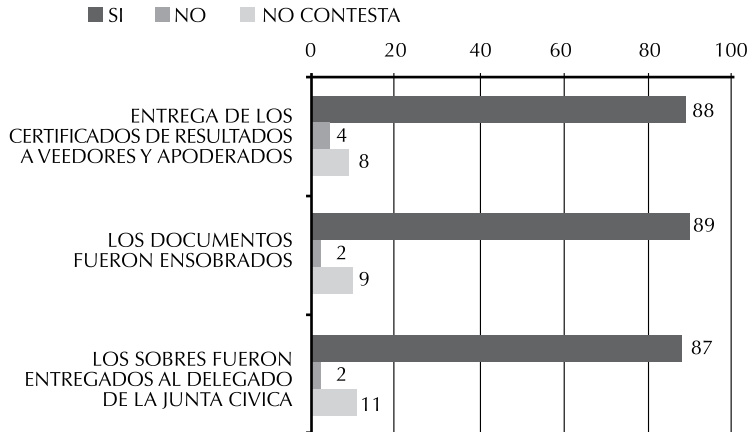 SI NO NO CONTESTA
0 20 40 60 80 100
ENTREGA DE LOS
CERTIFICADOS DE RESULTADOS
A VEEDORES Y APODERADOS
88
4
8
LOS DOCUMENTOS
FUERON ENSOBRADOS
89
2
9
LOS SOBRES FUERON
ENTREGADOS AL DELEGADO
DE LA JUNTA CIVICA
87
2
11